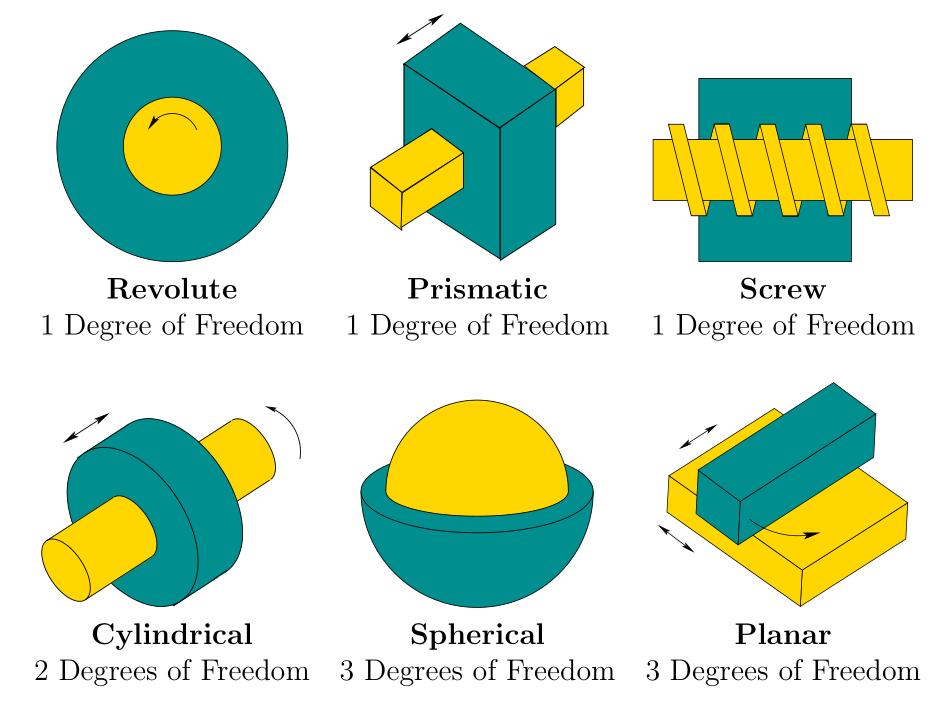 Revolute
1 Degree of Freedom
Prismatic
1 Degree of Freedom
Screw
1 Degree of Freedom
Cylindrical
2 Degrees of Freedom
Spherical
3 Degrees of Freedom
Planar
3 Degrees of Freedom